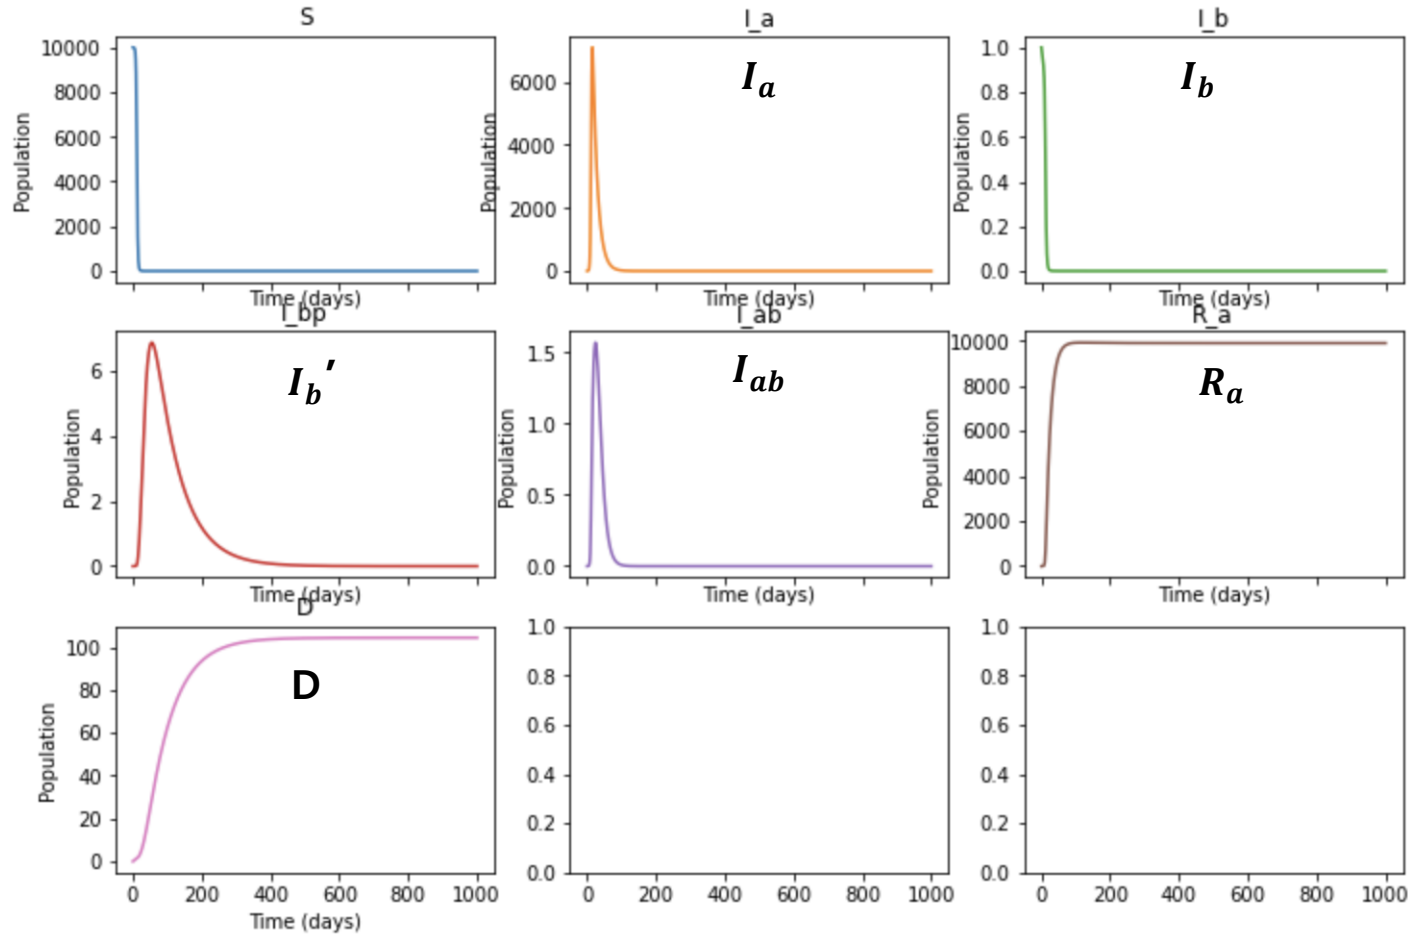 S
I_a
I_b
10000
8000
6000
4000
2000
0
Population
6000
4000
2000
0
Population
I_a
1.0
0.8
0.6
0.4
0.2
0.0
Population
I_b
Time (days)
Time (days)
Time (days)
I_bp
I_ab
R_a
6
4
2
0
Population
I_b′
1.5
1.0
0.5
0.0
Population
I_ab
10000
8000
6000
4000
2000
0
Population
R_a
Time (days)
Time (days)
Time (days)
D
100
80
60
40
20
0
Population
D
1.0
0.8
0.6
0.4
0.2
0.0
1.0
0.8
0.6
0.4
0.2
0.0
0 200 400 600 800 1000
0 200 400 600 800 1000
0 200 400 600 800 1000
Time (days)